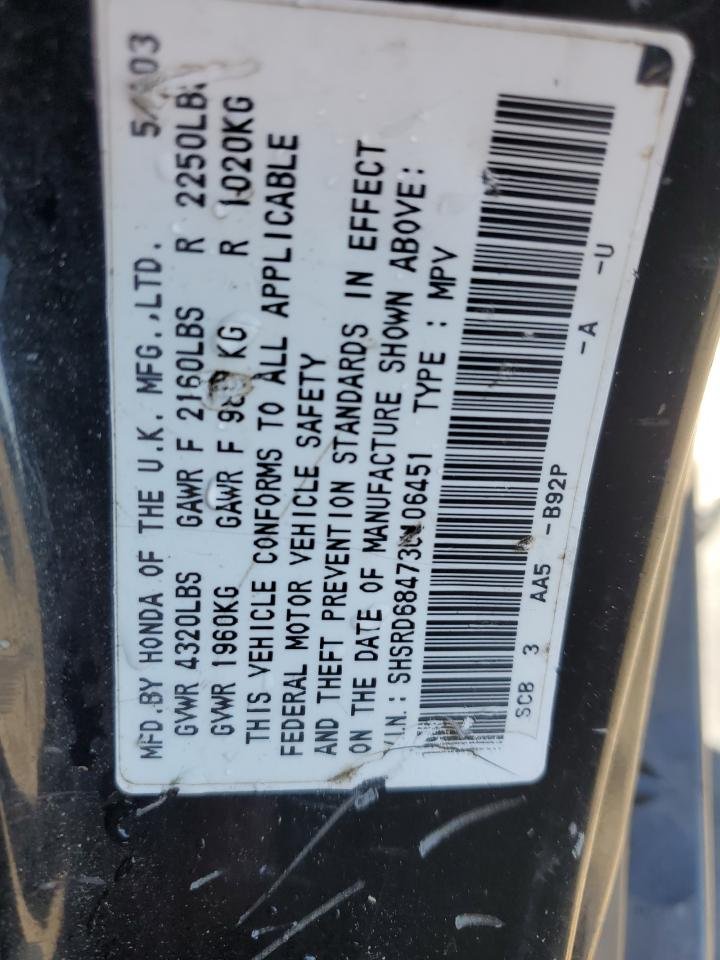 MFD.BY HONDA OF THE U.K. MFG.,LTD.
GVWR 4320LBS GAWR F 2160LBS R 2250LBS
GVWR 1960KG GAWR F KG R 1020KG
THIS VEHICLE CONFORMS TO ALL APPLICABLE
FEDERAL MOTOR VEHICLE SAFETY
AND THEFT PREVENTION STANDARDS IN EFFECT
ON THE DATE OF MANUFACTURE SHOWN ABOVE:
TYPE : MPV
SCB 3 AA5 -B92P -A -U